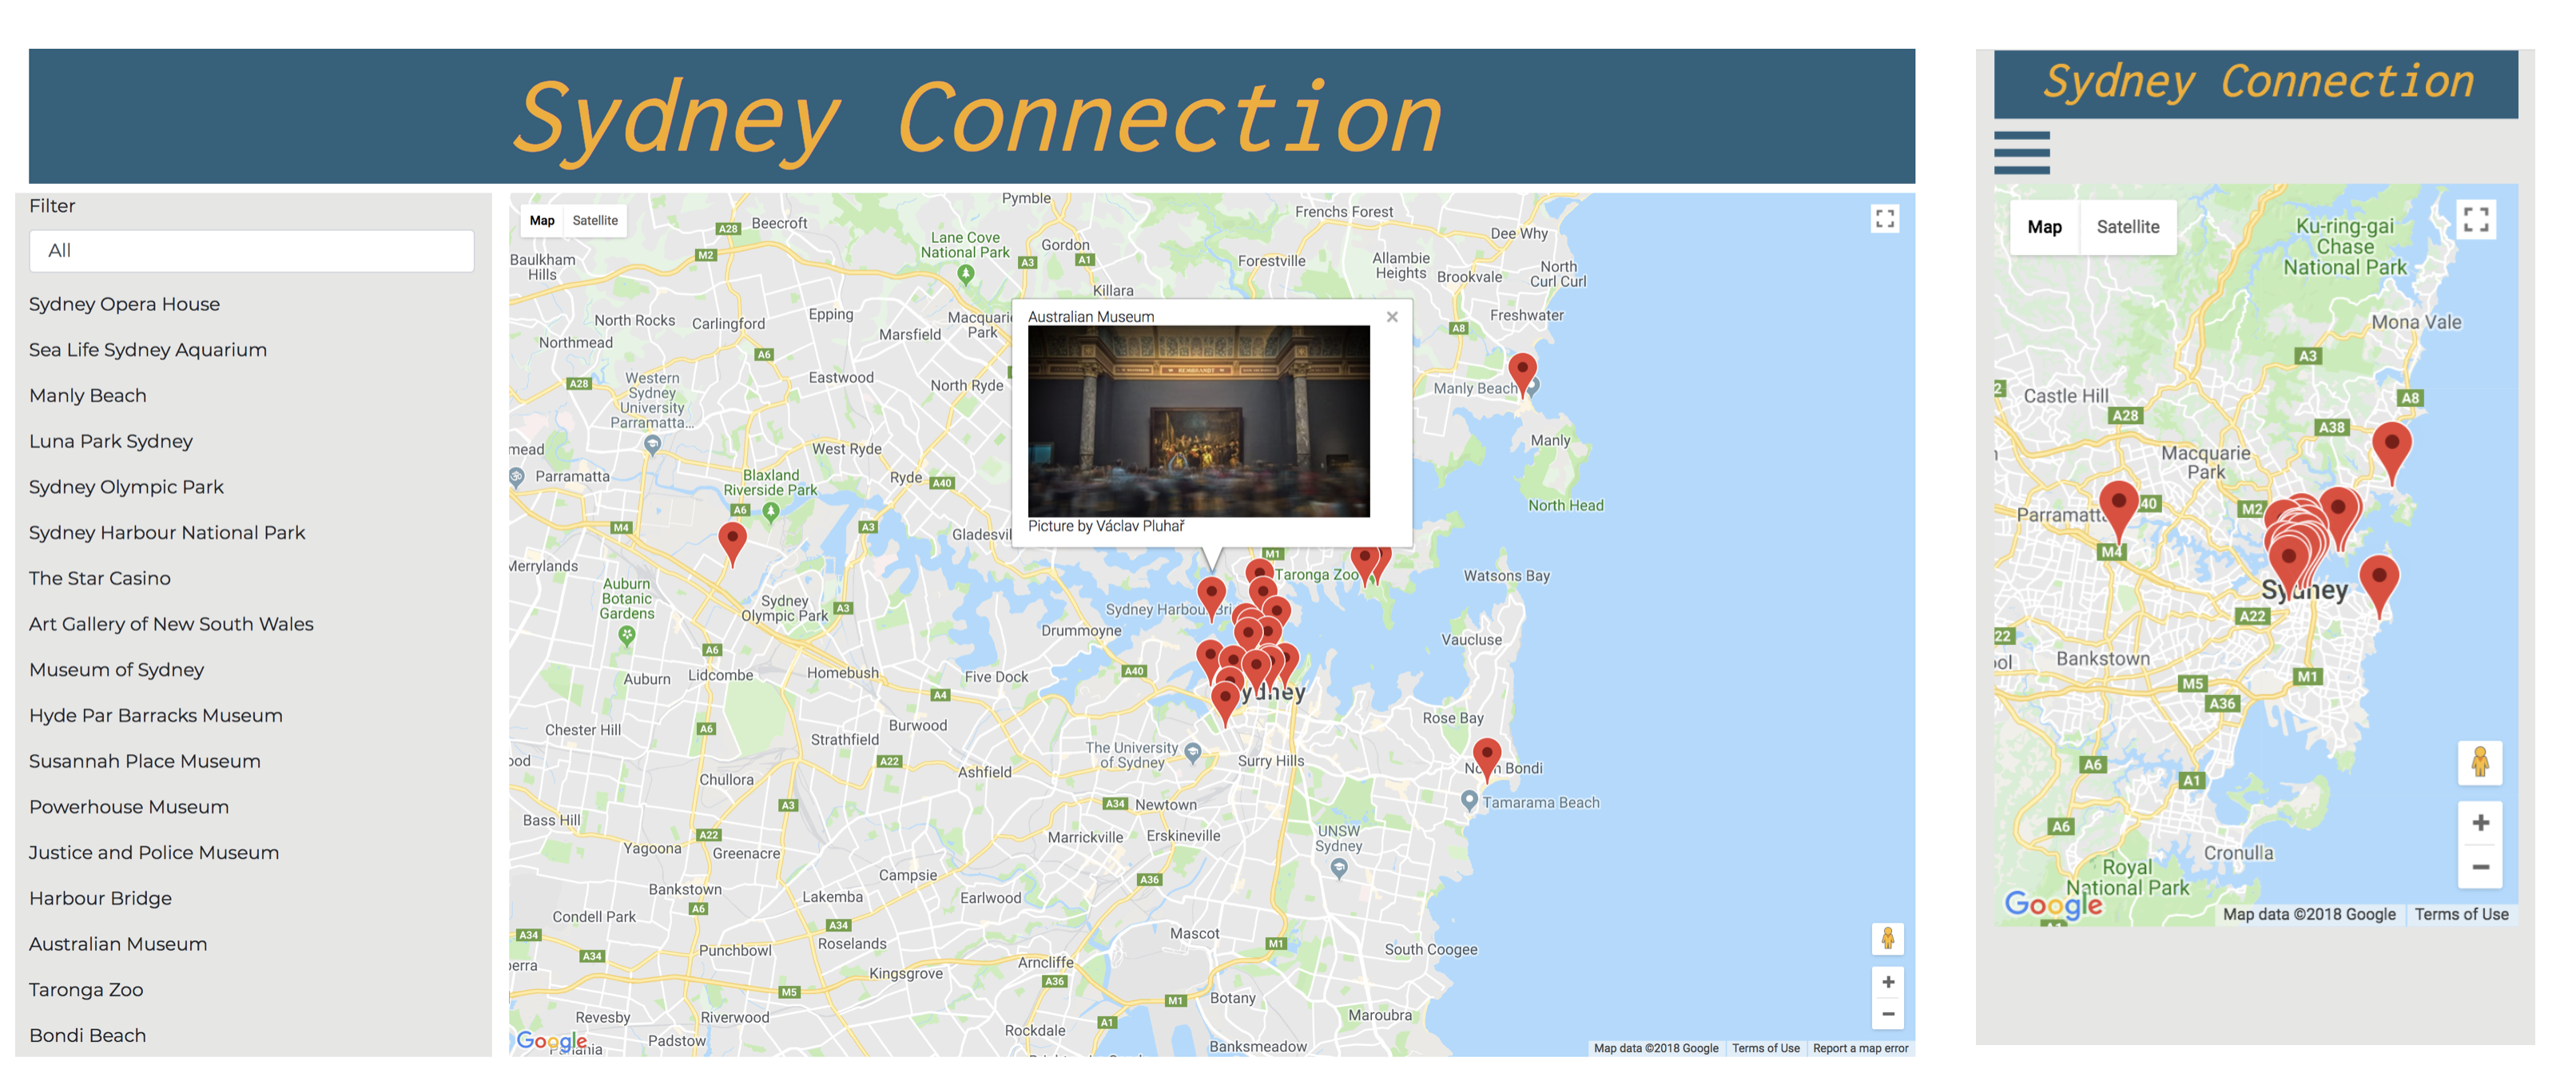 Sydney Connection
Filter
All
Sydney Opera House
Sea Life Sydney Aquarium
Manly Beach
Luna Park Sydney
Sydney Olympic Park
Sydney Harbour National Park
The Star Casino
Art Gallery of New South Wales
Museum of Sydney
Hyde Par Barracks Museum
Susannah Place Museum
Powerhouse Museum
Justice and Police Museum
Harbour Bridge
Australian Museum
Taronga Zoo
Bondi Beach
Map Satellite
Pymble
Frenchs Forest
A28 Beecroft
Dee Why
Lane Cove
National Park
Gordon
M2
A3 A1
Baulkham
Hills
Forestville
Allambie
Heights
Brookvale
North
Curl Curl
Killara
North Rocks
Carlingford
Epping
Marsfield
Macquarie
Park
Freshwater
A8
Northmead
A6
A28
Western
Sydney
University
Parramatta...
Eastwood
North Ryde
Manly Beach
Australian Museum
REMBRANDT
Picture by Václav Pluhař
mead
Parramatta
West Ryde
Manly
Blaxland
Riverside Park
Ryde A40
North Head
A6
M4
A3
Gladesvil
M1
Merrylands
Auburn
Botanic
Gardens
Taronga Zoo
Watsons Bay
Sydney
Olympic Park
A3
Sydney Harbour Bri
Drummoyne
Vaucluse
A6
Auburn
Lidcombe
Homebush
Five Dock
A40
A4
ydney
Rose Bay
Chester Hill
A6
Strathfield
Burwood
The University
of Sydney
Surry Hills
A22
Ashfield
North Bondi
ood
Chullora
A3
A34 Newtown
Tamarama Beach
Bass Hill
A22
Yagoona
Greenacre
Marrickville
Erskineville
UNSW
Sydney
Campsie
A36
Bankstown
A6
Lakemba
Earlwood
Condell Park
A34
A34
Roselands
Mascot
M1
A34
Punchbowl
South Coogee
perra
Kingsgrove
Arncliffe
A36
M5
M1
Botany
Revesby
Riverwood
A1
Maroubra
Rockdale
Padstow
Banksmeadow
Google
Map data ©2018 Google Terms of Use Report a map error
Sydney Connection
Map Satellite
Ku-ring-gai
Chase
National Park
Mona Vale
A3
2
Castle Hill
A8
A28
A38
Macquarie
Park
Parramatt
40
M2
M4
Sydney
A22
22
ool
Bankstown
M5
M1
A36
A6
A1
A6
Cronulla
Royal
National Park
Google
Map data ©2018 Google Terms of Use